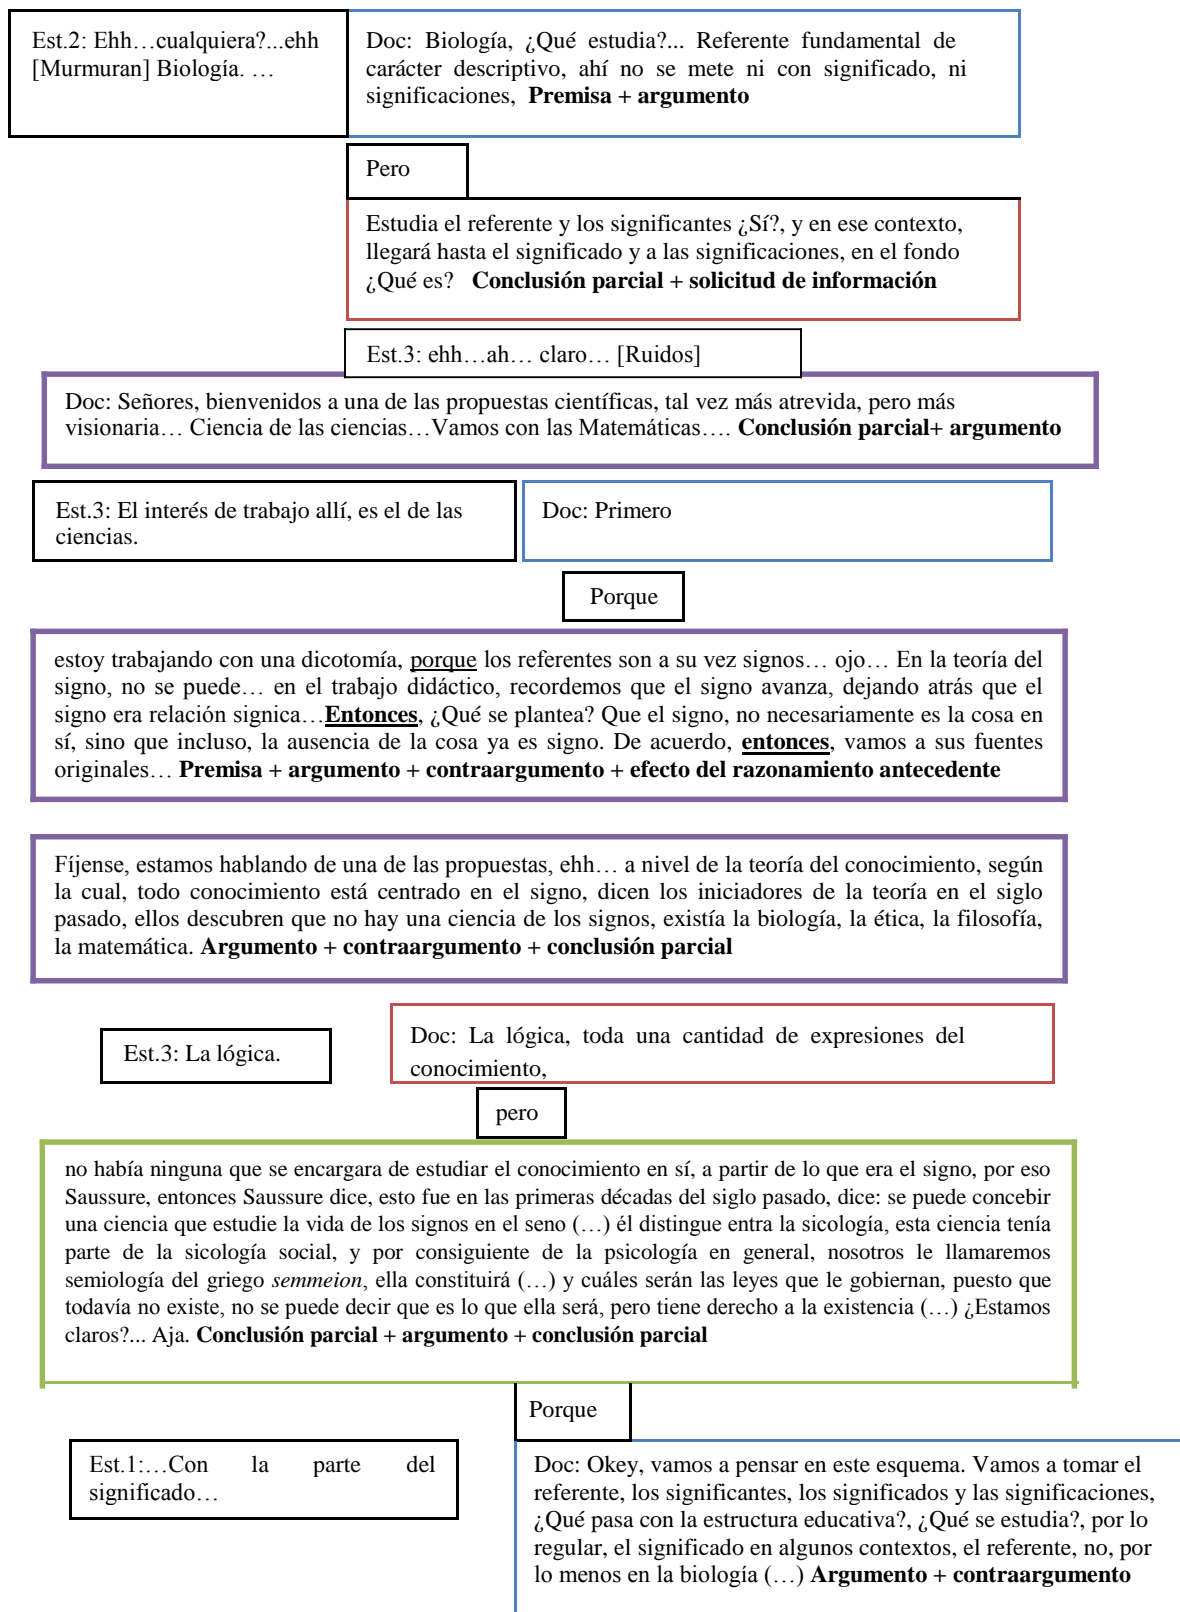 Est.2: Ehh…cualquiera?...ehh
[Murmuran] Biología. …
Doc: Biología, ¿Qué estudia?... Referente fundamental de
carácter descriptivo, ahí no se mete ni con significado, ni
significaciones, Premisa + argumento
Pero
Estudia el referente y los significantes ¿Sí?, y en ese contexto,
llegará hasta el significado y a las significaciones, en el fondo
¿Qué es? Conclusión parcial + solicitud de información
Est.3: ehh…ah… claro… [Ruidos]
Doc: Señores, bienvenidos a una de las propuestas científicas, tal vez más atrevida, pero más
visionaria… Ciencia de las ciencias…Vamos con las Matemáticas…. Conclusión parcial+ argumento
Est.3: El interés de trabajo allí, es el de las
ciencias.
Doc: Primero
Porque
estoy trabajando con una dicotomía, porque los referentes son a su vez signos… ojo… En la teoría del
signo, no se puede… en el trabajo didáctico, recordemos que el signo avanza, dejando atrás que el
signo era relación signica…Entonces, ¿Qué se plantea? Que el signo, no necesariamente es la cosa en
sí, sino que incluso, la ausencia de la cosa ya es signo. De acuerdo, entonces, vamos a sus fuentes
originales… Premisa + argumento + contraargumento + efecto del razonamiento antecedente
Fíjense, estamos hablando de una de las propuestas, ehh… a nivel de la teoría del conocimiento, según
la cual, todo conocimiento está centrado en el signo, dicen los iniciadores de la teoría en el siglo
pasado, ellos descubren que no hay una ciencia de los signos, existía la biología, la ética, la filosofía,
la matemática. Argumento + contraargumento + conclusión parcial
Est.3: La lógica.
Doc: La lógica, toda una cantidad de expresiones del
conocimiento,
pero
no había ninguna que se encargara de estudiar el conocimiento en sí, a partir de lo que era el signo, por eso
Saussure, entonces Saussure dice, esto fue en las primeras décadas del siglo pasado, dice: se puede concebir
una ciencia que estudie la vida de los signos en el seno (…) él distingue entra la sicología, esta ciencia tenía
parte de la sicología social, y por consiguiente de la psicología en general, nosotros le llamaremos
semiología del griego semmeion, ella constituirá (…) y cuáles serán las leyes que le gobiernan, puesto que
todavía no existe, no se puede decir que es lo que ella será, pero tiene derecho a la existencia (…) ¿Estamos
claros?... Aja. Conclusión parcial + argumento + conclusión parcial
Porque
Est.1:…Con la parte del
significado…
Doc: Okey, vamos a pensar en este esquema. Vamos a tomar el
referente, los significantes, los significados y las significaciones,
¿Qué pasa con la estructura educativa?, ¿Qué se estudia?, por lo
regular, el significado en algunos contextos, el referente, no, por
lo menos en la biología (…) Argumento + contraargumento